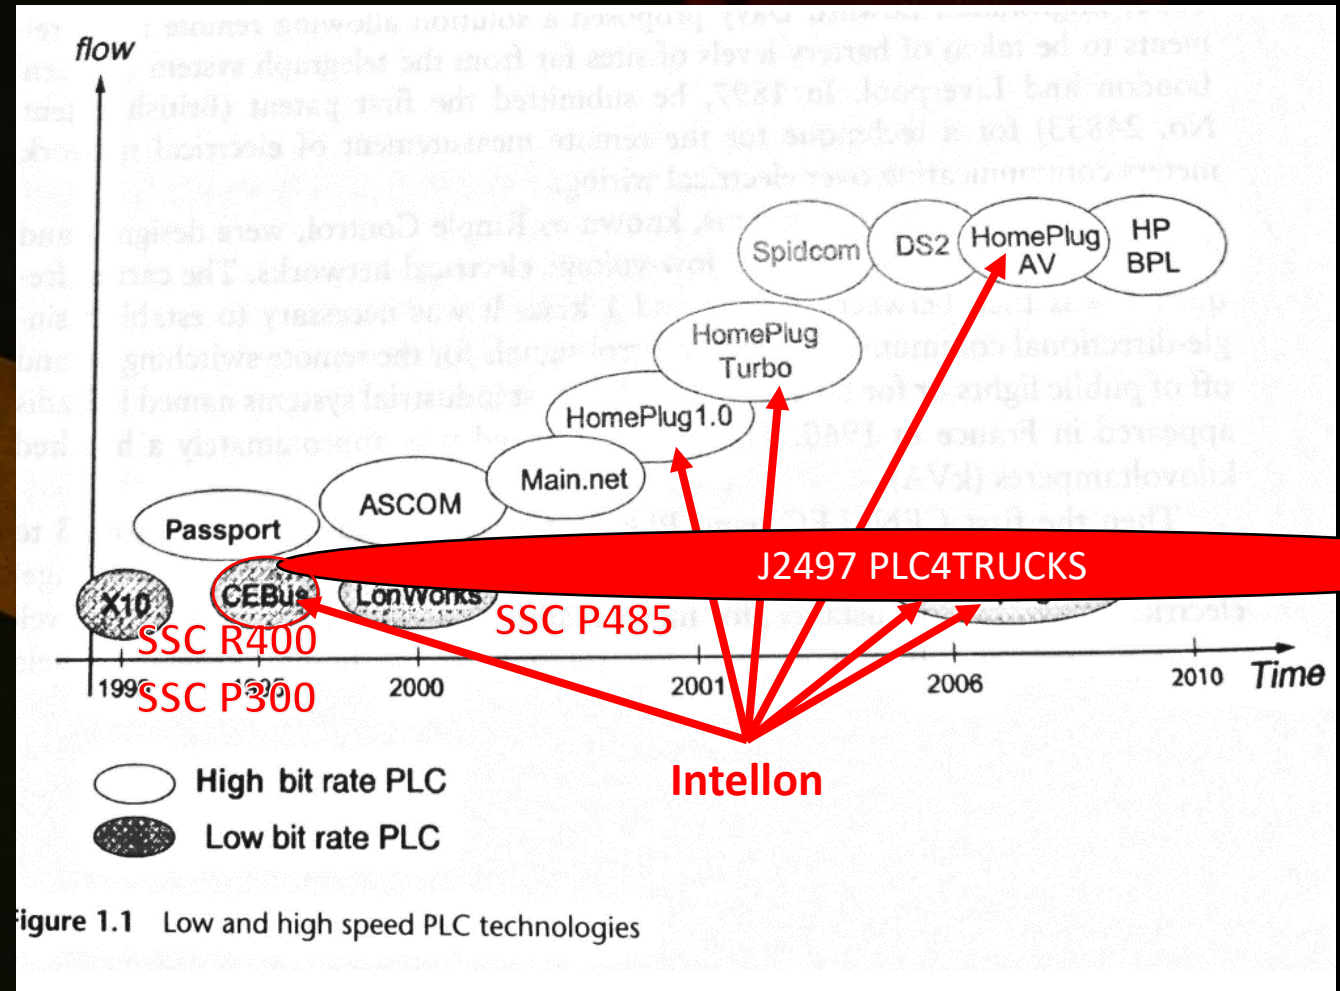 flow
Spidcom
DS2
HomePlug
AV
HP
BPL
HomePlug
Turbo
HomePlug1.0
Main.net
ASCOM
Passport
J2497 PLC4TRUCKS
X10
CEBus
LonWorks
SSC P485
SSC R400
SSC P300
2000
2001
2006
2010
Time
Intellon
High bit rate PLC
Low bit rate PLC
Figure 1.1 Low and high speed PLC technologies